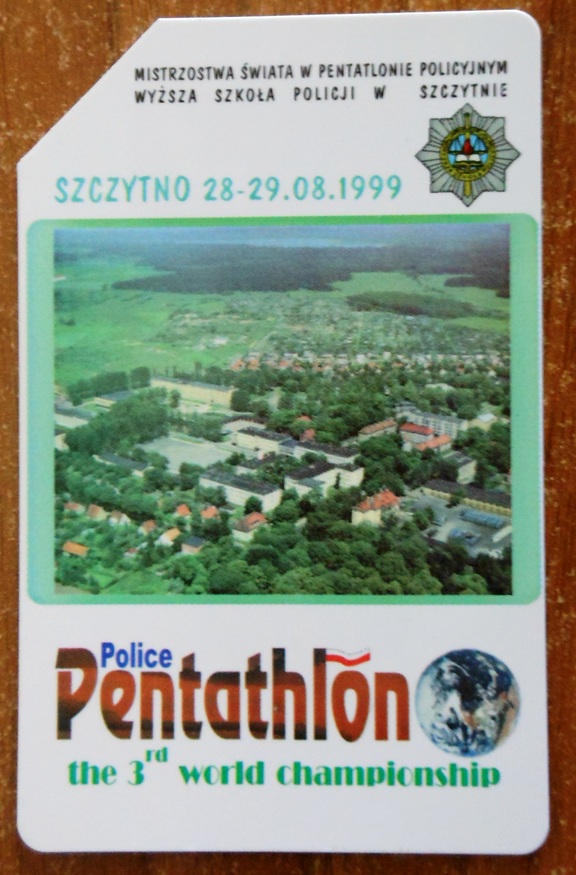 MISTRZOSTWA ŚWIATA W PENTATLONIE POLICYJNYM
WYŻSZA SZKOŁA POLICJI W SZCZYTNIE
SZCZYTNO 28-29.08.1999
Police
Pentathlon
the 3rd world championship